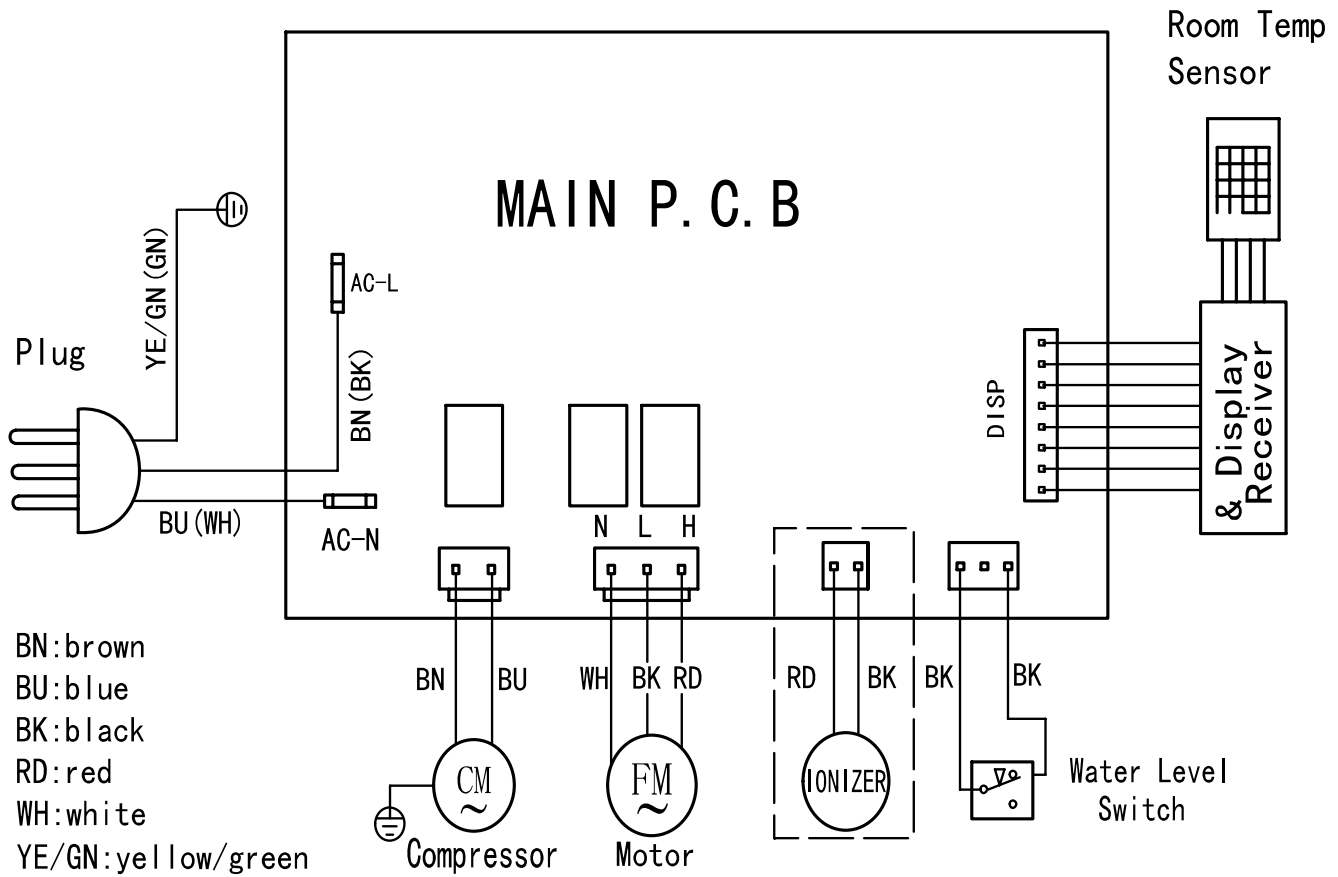 Room Temp
Sensor
MAIN P.C.B
YE/GN(GN)
AC-L
Plug
BN(BK)
DISP
& Display
Receiver
BU(WH)
AC-N
N L H
BN:brown
BU:blue
BK:black
RD:red
WH:white
YE/GN:yellow/green
BN BU
WH BK RD
RD BK
BK BK
CM
~
Compressor
FM
~
Motor
IONIZER
Water Level
Switch